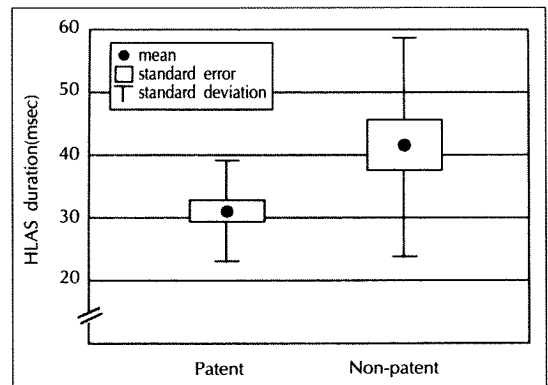 60
mean
standard error
standard deviation
50
40
30
20
HLAS duration(msec)
Patent Non-patent